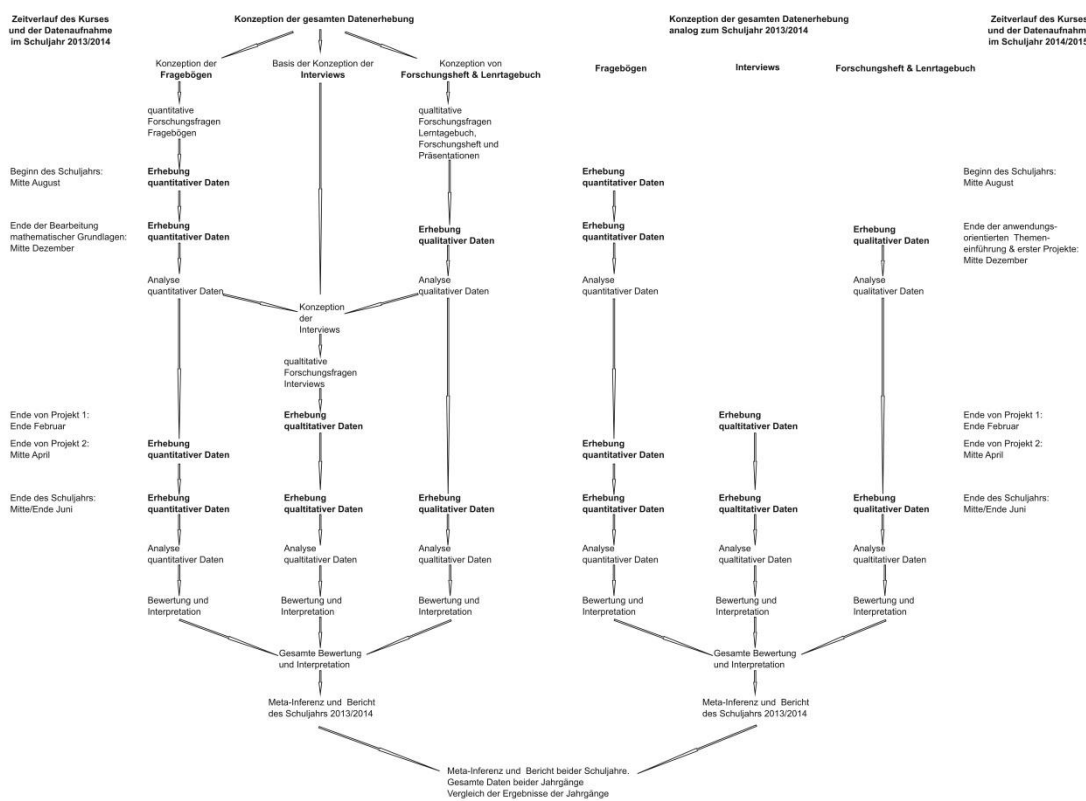 Zeitverlauf des Kurses
und der Datenaufnahme
im Schuljahr 2013/2014
Konzeption der gesamten Datenerhebung
Konzeption der
Fragebögen
Basis der Konzeption der
Interviews
Konzeption von
Forschungsheft & Lenrtagebuch
quantitative
Forschungsfragen
Fragebögen
qualtitative
Forschungsfragen
Lerntagebuch,
Forschungsheft und
Präsentationen
Beginn des Schuljahrs:
Mitte August
Erhebung
quantitativer Daten
Ende der Bearbeitung
mathematischer Grundlagen:
Mitte Dezember
Erhebung
quantitativer Daten
Erhebung
qualitativer Daten
Analyse
quantitativer Daten
Analyse
qualitativer Daten
Konzeption
der
Interviews
qualtitative
Forschungsfragen
Interviews
Ende von Projekt 1:
Ende Februar
Erhebung
qualtitativer Daten
Ende von Projekt 2:
Mitte April
Erhebung
quantitativer Daten
Ende des Schuljahrs:
Mitte/Ende Juni
Erhebung
quantitativer Daten
Erhebung
qualtitativer Daten
Erhebung
qualitativer Daten
Analyse
quantitativer Daten
Analyse
qualtitativer Daten
Analyse
qualitativer Daten
Bewertung und
Interpretation
Bewertung und
Interpretation
Bewertung und
Interpretation
Gesamte Bewertung
und Interpretation
Meta-Inferenz und Bericht
des Schuljahrs 2013/2014
Konzeption der gesamten Datenerhebung
analog zum Schuljahr 2013/2014
Zeitverlauf des Kurses
und der Datenaufnahm
im Schuljahr 2014/2015
Fragebögen
Interviews
Forschungsheft & Lenrtagebuch
Erhebung
quantitativer Daten
Beginn des Schuljahrs:
Mitte August
Erhebung
quantitativer Daten
Erhebung
qualitativer Daten
Ende der anwendungs-
orientierten Themen-
einführung & erster Projekte:
Mitte Dezember
Analyse
quantitativer Daten
Analyse
qualitativer Daten
Erhebung
qualtitativer Daten
Ende von Projekt 1:
Ende Februar
Erhebung
quantitativer Daten
Ende von Projekt 2:
Mitte April
Erhebung
quantitativer Daten
Erhebung
qualtitativer Daten
Erhebung
qualitativer Daten
Ende des Schuljahrs:
Mitte/Ende Juni
Analyse
quantitativer Daten
Analyse
qualtitativer Daten
Analyse
qualitativer Daten
Bewertung und
Interpretation
Bewertung und
Interpretation
Bewertung und
Interpretation
Gesamte Bewertung
und Interpretation
Meta-Inferenz und Bericht
des Schuljahrs 2013/2014
Meta-Inferenz und Bericht beider Schuljahre.
Gesamte Daten beider Jahrgänge
Vergleich der Ergebnisse der Jahrgänge